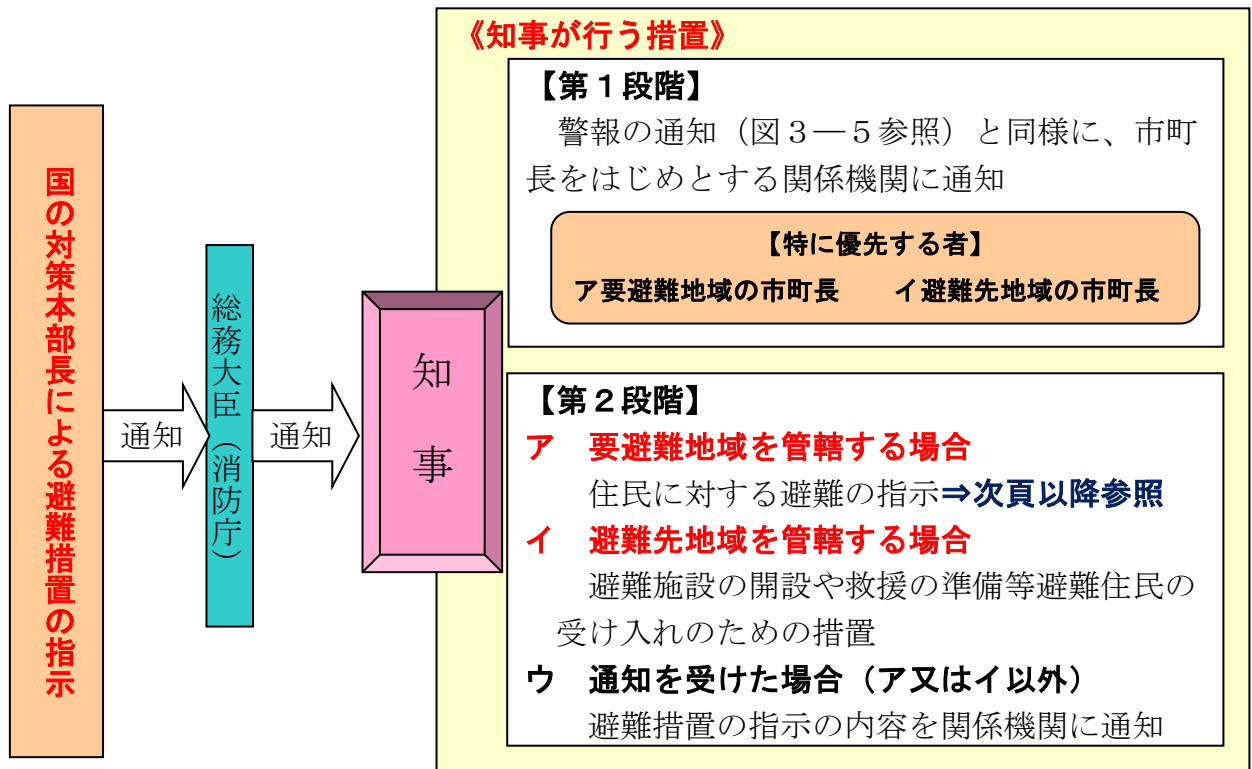 国の対策本部長による避難措置の指示
通知
総務大臣（消防庁）
通知
知事
《知事が行う措置》
【第１段階】
警報の通知（図３―５参照）と同様に、市町
長をはじめとする関係機関に通知
【特に優先する者】
ア要避難地域の市町長　　イ避難先地域の市町長
【第２段階】
ア　要避難地域を管轄する場合
住民に対する避難の指示⇒次頁以降参照
イ　避難先地域を管轄する場合
避難施設の開設や救援の準備等避難住民の
受け入れのための措置
ウ　通知を受けた場合（ア又はイ以外）
避難措置の指示の内容を関係機関に通知